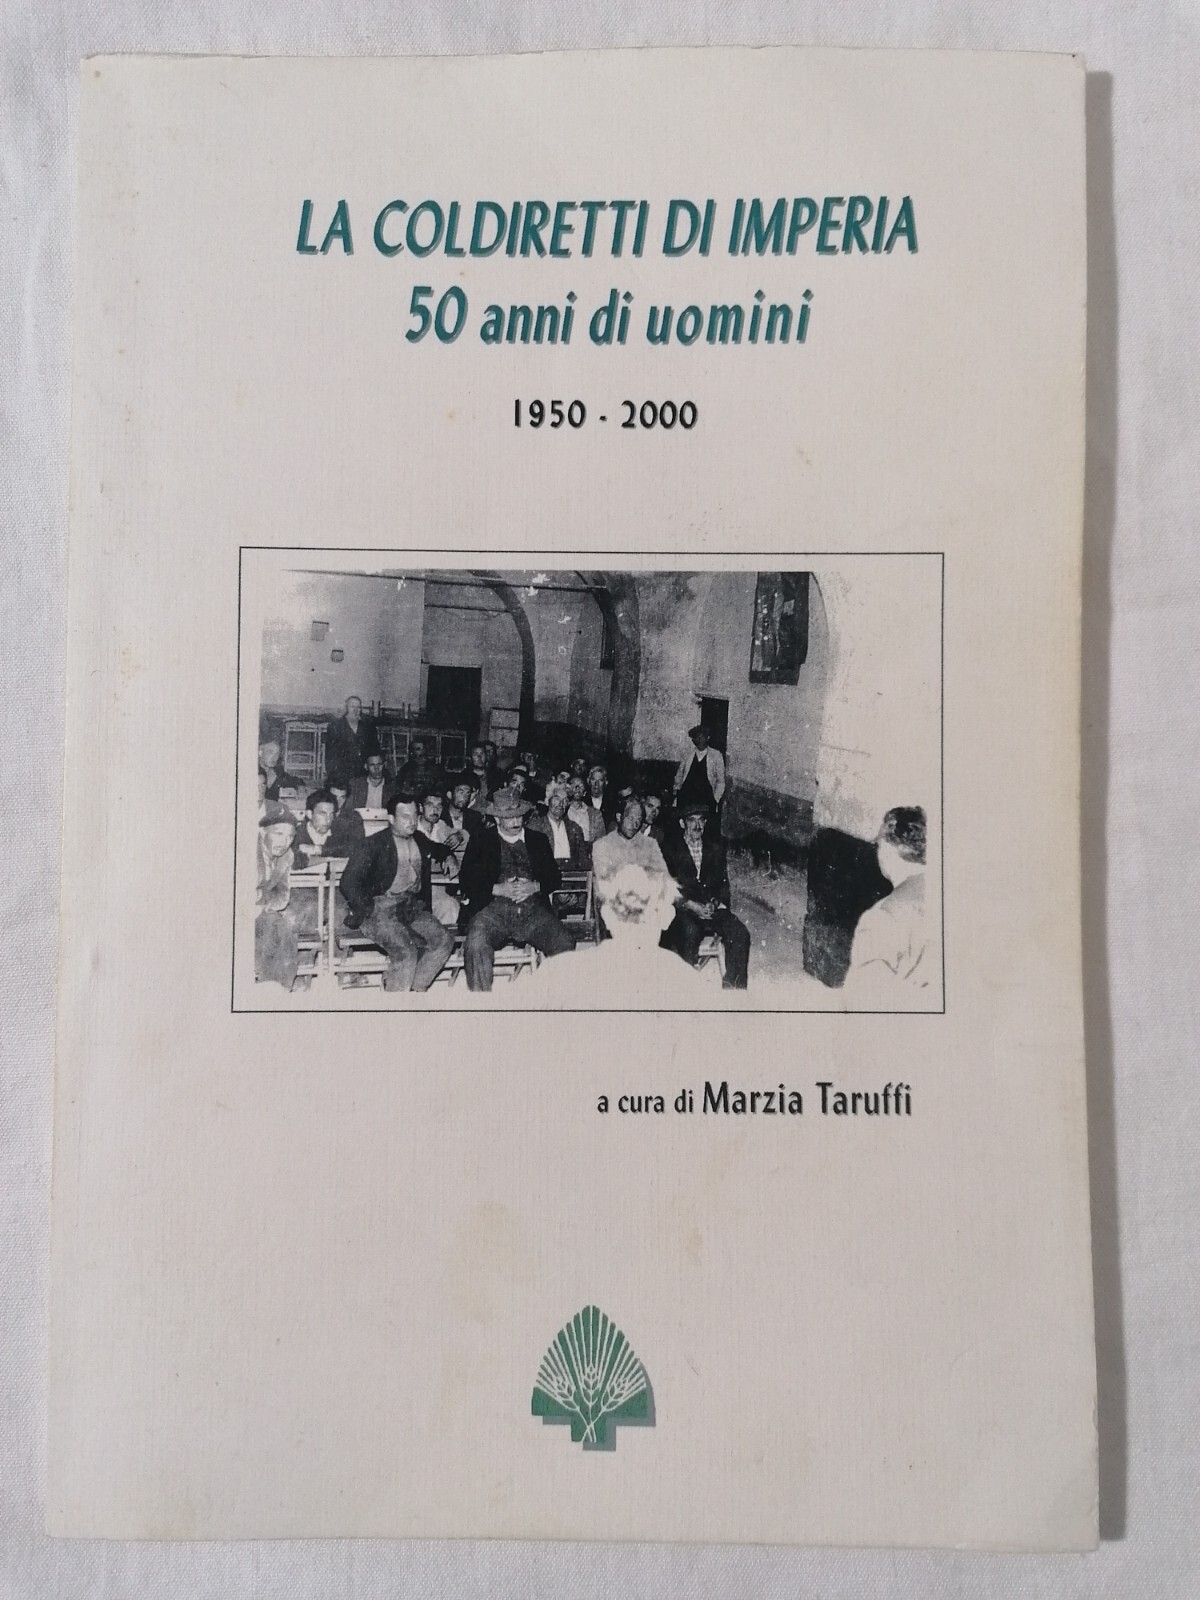 LA COLDIRETTI DI IMPERIA
50 anni di uomini
1950 - 2000
a cura di Marzia Taruffi